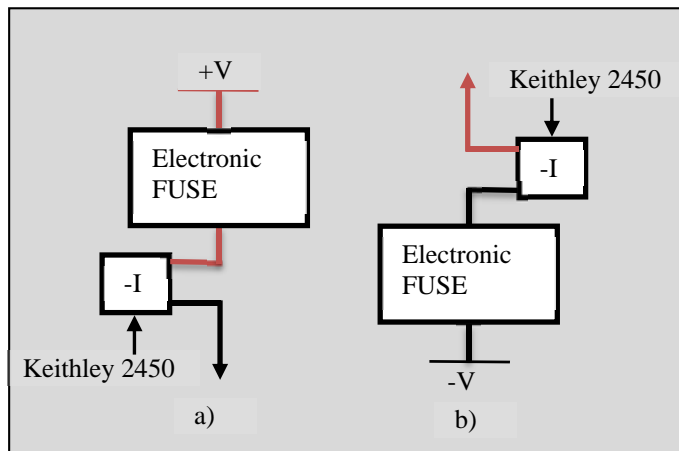 +V
Electronic
FUSE
-I
Keithley 2450
a)
Keithley 2450
-I
Electronic
FUSE
-V
b)